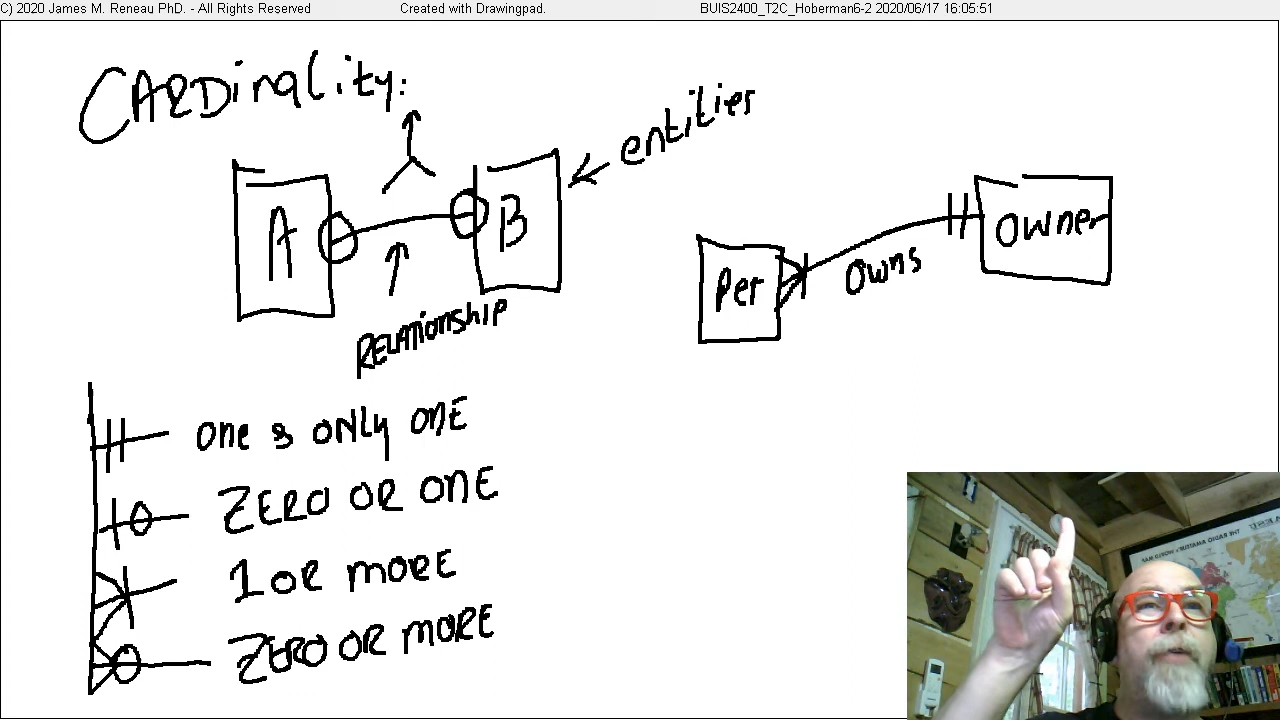 (C) 2020 James M. Reneau PhD. - All Rights Reserved Created with Drawingpad. BUIS2400_T2C_Hoberman6-2 2020/06/17 16:05:51
CARDinality:
entities
A
B
RELATIONSHIP
Pet
owns
owner
one & ONLY ONE
ZERO OR ONE
1 OR MORE
ZERO OR MORE